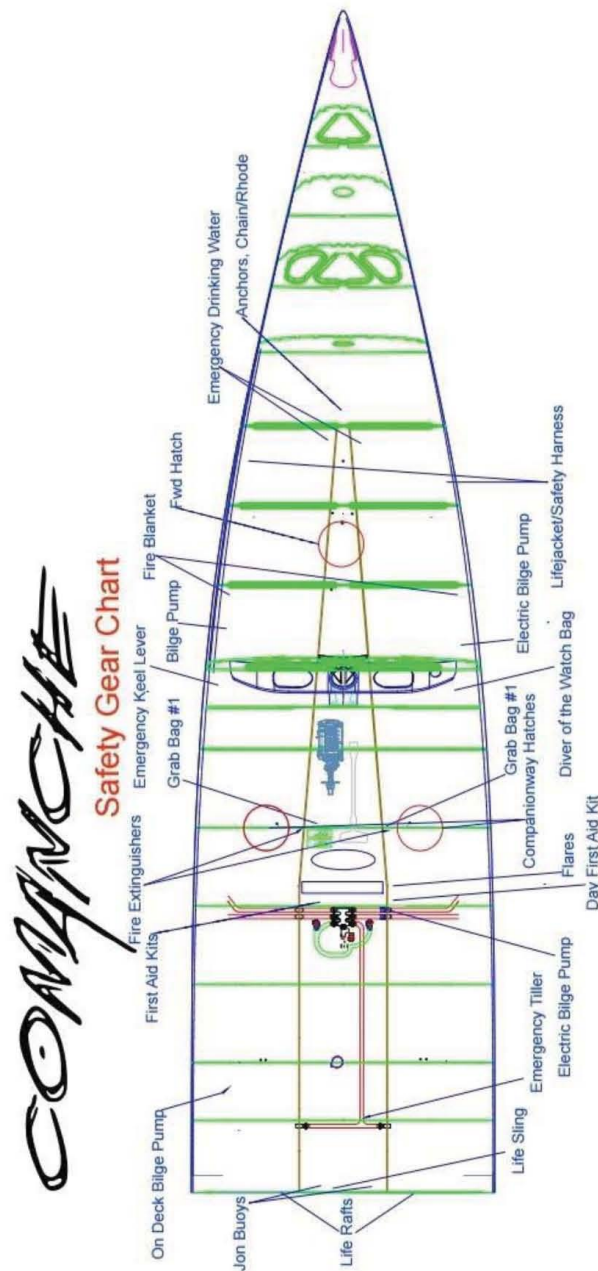 COMANCHE
Safety Gear Chart
On Deck Bilge Pump
First Aid Kits
Fire Extinguishers
Grab Bag #1
Emergency Keel Lever
Bilge Pump
Fire Blanket
Fwd Hatch
Emergency Drinking Water
Anchors, Chain/Rhode
Jon Buoys
Life Rafts
Life Sling
Emergency Tiller
Electric Bilge Pump
Day First Aid Kit
Flares
Companionway Hatches
Grab Bag #1
Diver of the Watch Bag
Electric Bilge Pump
Lifejacket/Safety Harness